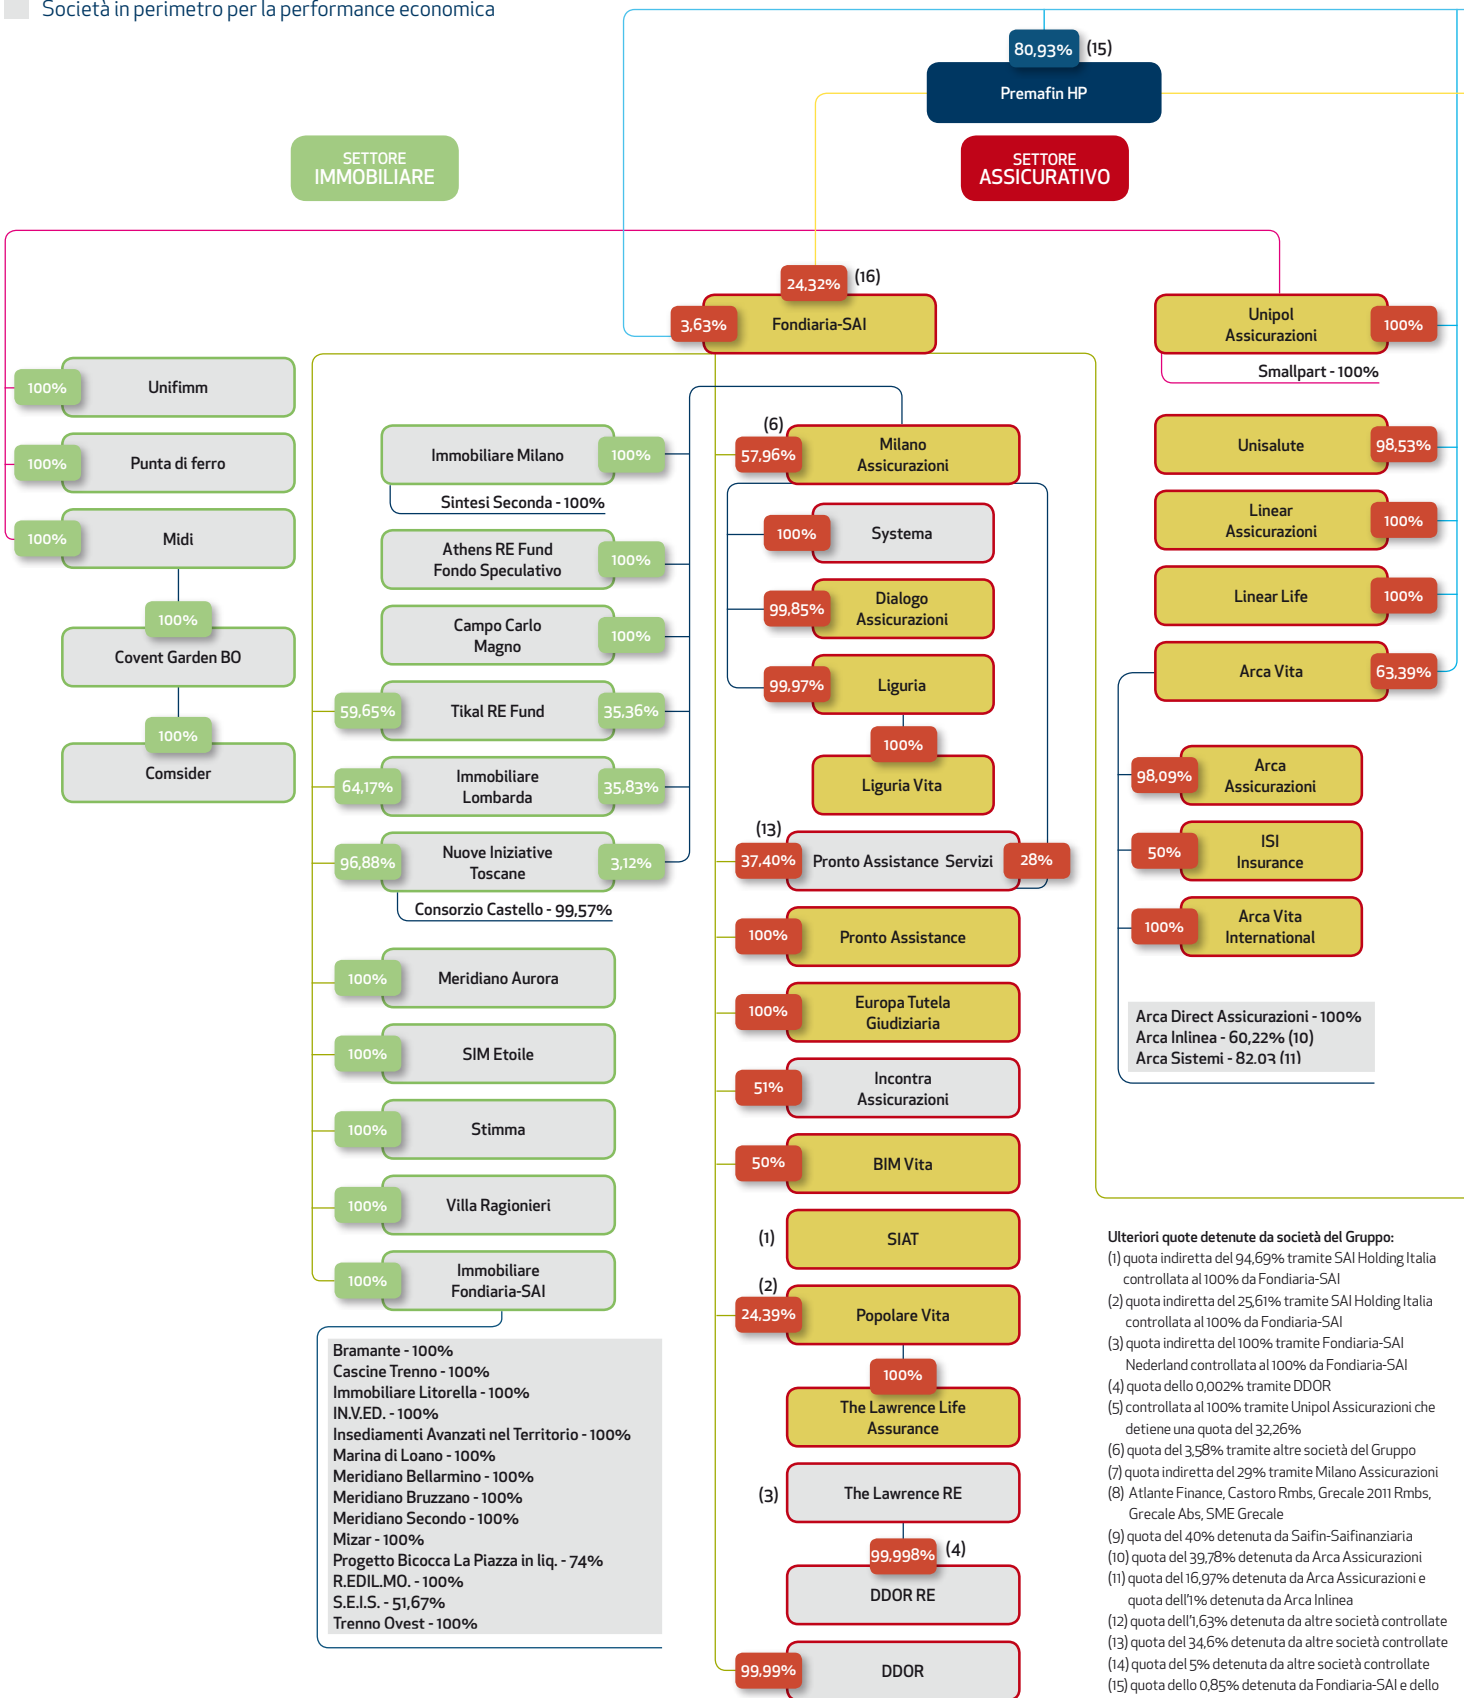 Società in perimetro per la performance economica
80,93% (15)
Premafin HP
SETTORE
IMMOBILIARE
SETTORE
ASSICURATIVO
24,32% (16)
3,63%
Fondiaria-SAI
Unipol
Assicurazioni
100%
Smallpart - 100%
100%
Unifimm
100%
Punta di ferro
100%
Midi
100%
Covent Garden BO
100%
Comsider
Immobiliare Milano
100%
Sintesi Seconda - 100%
Athens RE Fund
Fondo Speculativo
100%
Campo Carlo
Magno
100%
59,65%
Tikal RE Fund
35,36%
64,17%
Immobiliare
Lombarda
35,83%
96,88%
Nuove Iniziative
Toscane
3,12%
Consorzio Castello - 99,57%
100%
Meridiano Aurora
100%
SIM Etoile
100%
Stimma
100%
Villa Ragionieri
100%
Immobiliare
Fondiaria-SAI
Bramante - 100%
Cascine Trenno - 100%
Immobiliare Litorella - 100%
IN.V.ED. - 100%
Insediamenti Avanzati nel Territorio - 100%
Marina di Loano - 100%
Meridiano Bellarmino - 100%
Meridiano Bruzzano - 100%
Meridiano Secondo - 100%
Mizar - 100%
Progetto Bicocca La Piazza in liq. - 74%
R.EDIL.MO. - 100%
S.E.I.S. - 51,67%
Trenno Ovest - 100%
(6)
57,96%
Milano
Assicurazioni
100%
Systema
99,85%
Dialogo
Assicurazioni
99,97%
Liguria
100%
Liguria Vita
(13)
37,40%
Pronto Assistance Servizi
28%
100%
Pronto Assistance
100%
Europa Tutela
Giudiziaria
51%
Incontra
Assicurazioni
50%
BIM Vita
(1)
SIAT
(2)
24,39%
Popolare Vita
100%
The Lawrence Life
Assurance
(3)
The Lawrence RE
99,998% (4)
DDOR RE
99,99%
DDOR
Unisalute
98,53%
Linear
Assicurazioni
100%
Linear Life
100%
Arca Vita
63,39%
98,09%
Arca
Assicurazioni
50%
ISI
Insurance
100%
Arca Vita
International
Arca Direct Assicurazioni - 100%
Arca Inlinea - 60,22% (10)
Arca Sistemi - 82.03 (11)
Ulteriori quote detenute da società del Gruppo:
(1) quota indiretta del 94,69% tramite SAI Holding Italia
controllata al 100% da Fondiaria-SAI
(2) quota indiretta del 25,61% tramite SAI Holding Italia
controllata al 100% da Fondiaria-SAI
(3) quota indiretta del 100% tramite Fondiaria-SAI
Nederland controllata al 100% da Fondiaria-SAI
(4) quota dello 0,002% tramite DDOR
(5) controllata al 100% tramite Unipol Assicurazioni che
detiene una quota del 32,26%
(6) quota del 3,58% tramite altre società del Gruppo
(7) quota indiretta del 29% tramite Milano Assicurazioni
(8) Atlante Finance, Castoro Rmbs, Grecale 2011 Rmbs,
Grecale Abs, SME Grecale
(9) quota del 40% detenuta da Saifin-Saifinanziaria
(10) quota del 39,78% detenuta da Arca Assicurazioni
(11) quota del 16,97% detenuta da Arca Assicurazioni e
quota dell'1% detenuta da Arca Inlinea
(12) quota dell'1,63% detenuta da altre società controllate
(13) quota del 34,6% detenuta da altre società controllate
(14) quota del 5% detenuta da altre società controllate
(15) quota dello 0,85% detenuta da Fondiaria-SAI e dello